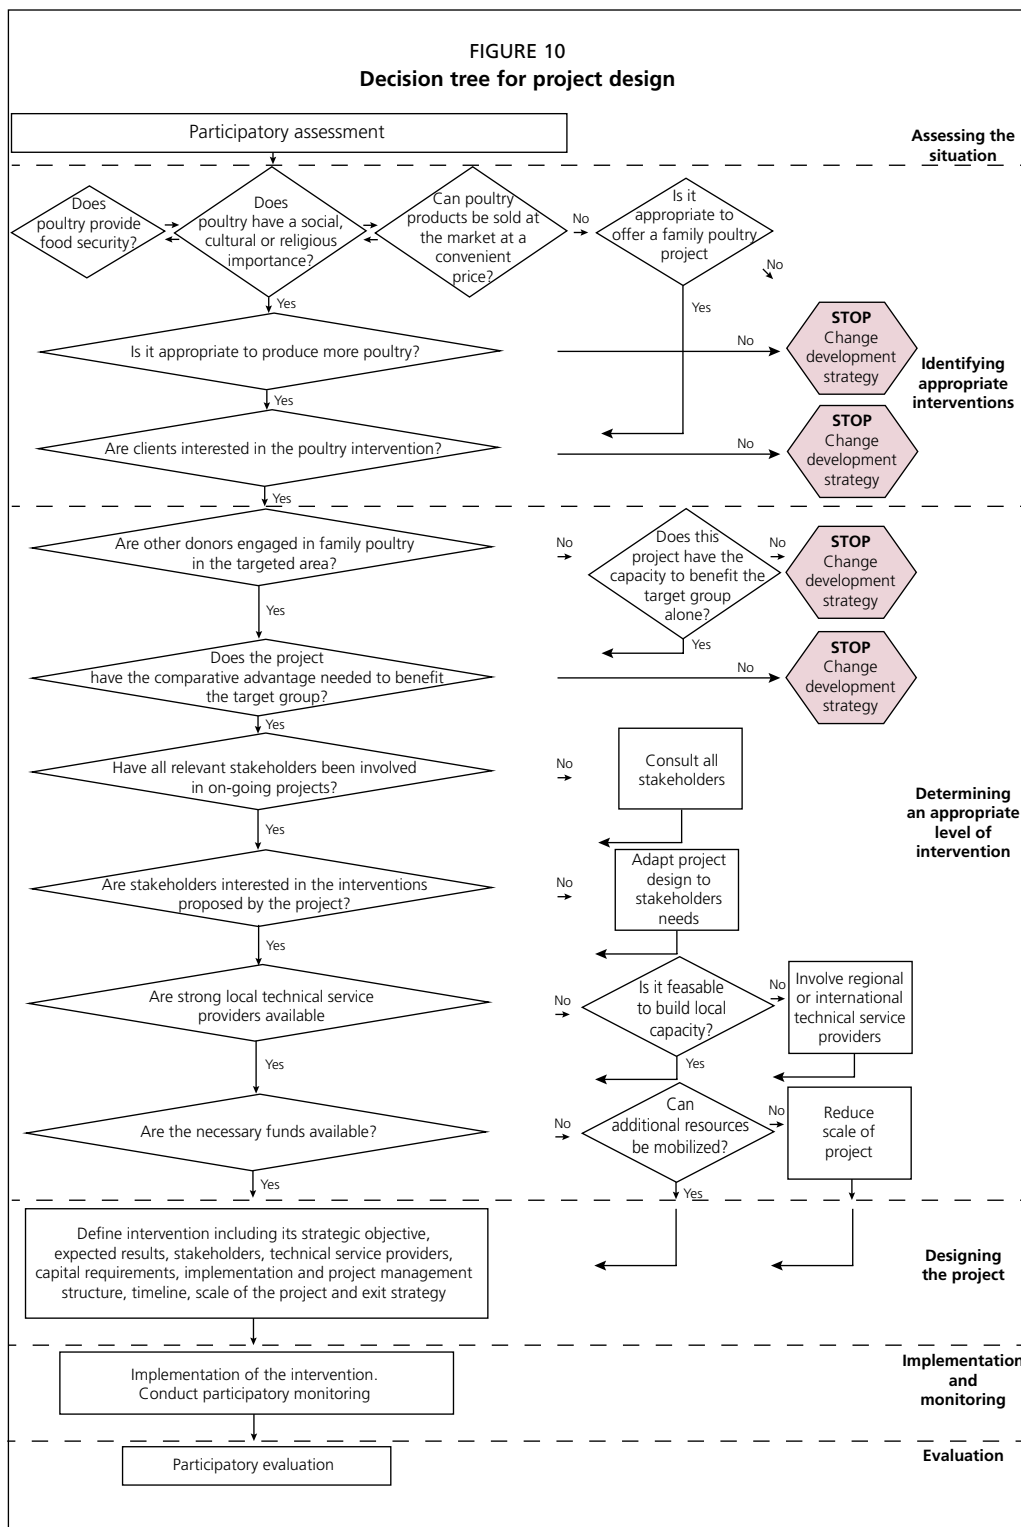 FIGURE 10
Decision tree for project design
Participatory assessment
Assessing the
situation
Does
poultry provide
food security?
Does
poultry have a social,
cultural or religious
importance?
Can poultry
products be sold at
the market at a
convenient
price?
No
Is it
appropriate to
offer a family poultry
project
No
Yes
Yes
Is it appropriate to produce more poultry?
No
STOP
Change
development
strategy
Identifying
appropriate
interventions
Yes
Are clients interested in the poultry intervention?
No
STOP
Change
development
strategy
Yes
Are other donors engaged in family poultry
in the targeted area?
No
Does this
project have the
capacity to benefit the
target group
alone?
No
STOP
Change
development
strategy
Yes
Yes
Does the project
have the comparative advantage needed to benefit
the target group?
No
STOP
Change
development
strategy
Yes
Have all relevant stakeholders been involved
in on-going projects?
No
Consult all
stakeholders
Determining
an appropriate
level of
intervention
Yes
Are stakeholders interested in the interventions
proposed by the project?
No
Adapt project
design to
stakeholders
needs
Yes
Are strong local technical service
providers available
No
Is it feasable
to build local
capacity?
No
Involve regional
or international
technical service
providers
Yes
Yes
Are the necessary funds available?
No
Can
additional resources
be mobilized?
No
Reduce
scale of
project
Yes
Yes
Define intervention including its strategic objective,
expected results, stakeholders, technical service providers,
capital requirements, implementation and project management
structure, timeline, scale of the project and exit strategy
Designing
the project
Implementation of the intervention.
Conduct participatory monitoring
Implementation
and
monitoring
Participatory evaluation
Evaluation